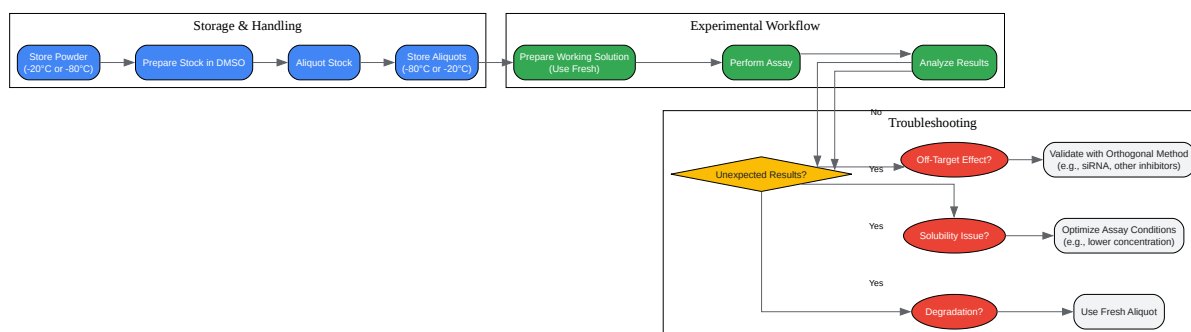 Storage & Handling
Store Powder
(-20°C or -80°C)
Prepare Stock in DMSO
Aliquot Stock
Store Aliquots
(-80°C or -20°C)
Experimental Workflow
Prepare Working Solution
(Use Fresh)
Perform Assay
Analyze Results
No
Troubleshooting
Unexpected Results?
Yes
Off-Target Effect?
Validate with Orthogonal Method
(e.g., siRNA, other inhibitors)
Yes
Solubility Issue?
Optimize Assay Conditions
(e.g., lower concentration)
Yes
Degradation?
Use Fresh Aliquot